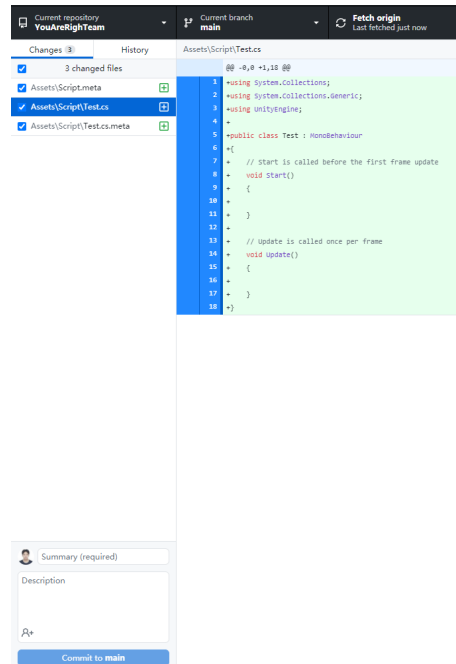 Current repository
YouAreRighTeam
Current branch
main
Fetch origin
Last fetched just now
Changes 3
History
3 changed files
Assets\Script.meta
Assets\Script\Test.cs
Assets\Script\Test.cs.meta
Assets\Script\Test.cs
@@ -0,0 +1,18 @@
1 +using System.Collections;
2 +using System.Collections.Generic;
3 +using UnityEngine;
4 +
5 +public class Test : MonoBehaviour
6 +{
7 + // Start is called before the first frame update
8 + void Start()
9 + {
10 +
11 + }
12 +
13 + // Update is called once per frame
14 + void Update()
15 + {
16 +
17 + }
18 +}
Summary (required)
Description
Commit to main